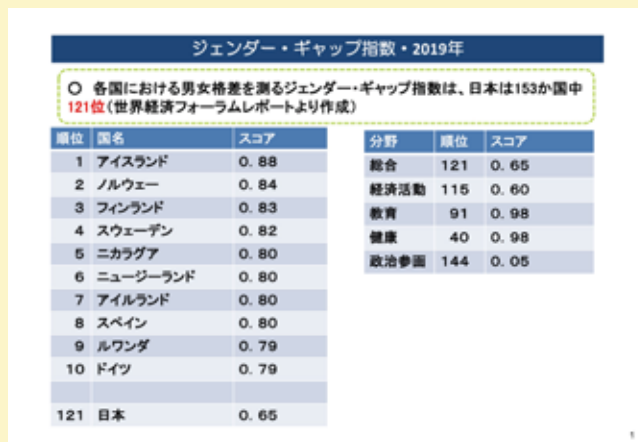 ジェンダー・ギャップ指数・2019年
○ 各国における男女格差を測るジェンダー・ギャップ指数は、日本は153か国中
121位(世界経済フォーラムレポートより作成)
順位 国名 スコア
1 アイスランド 0.88
2 ノルウェー 0.84
3 フィンランド 0.83
4 スウェーデン 0.82
5 ニカラグア 0.80
6 ニュージーランド 0.80
7 アイルランド 0.80
8 スペイン 0.80
9 ルワンダ 0.79
10 ドイツ 0.79
121 日本 0.65
分野 順位 スコア
総合 121 0.65
経済活動 115 0.60
教育 91 0.98
健康 40 0.98
政治参画 144 0.05
1